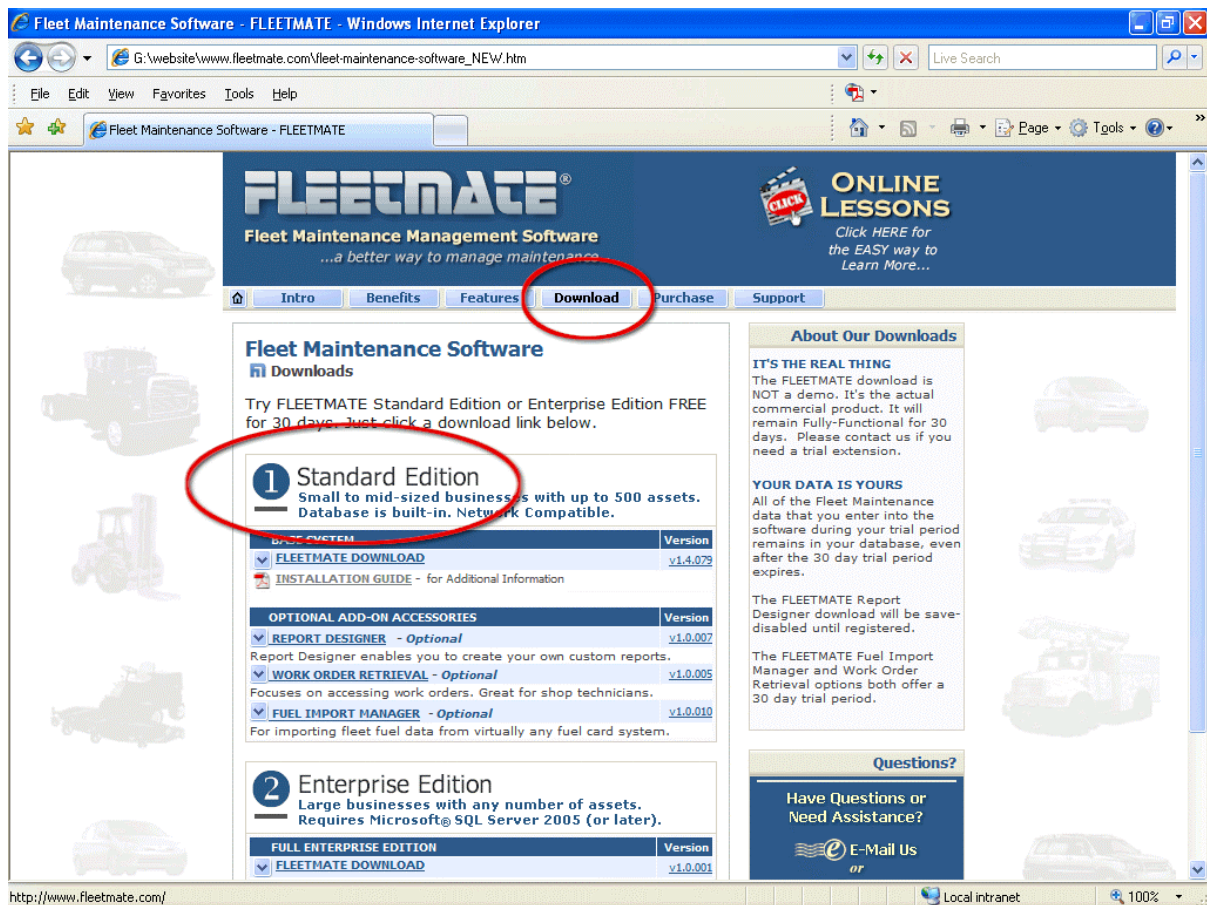 Fleet Maintenance Software - FLEETMATE - Windows Internet Explorer
G:\website\www.fleetmate.com\fleet-maintenance-software_NEW.htm
Live Search
File Edit View Favorites Tools Help
Fleet Maintenance Software - FLEETMATE
Page Tools
FLEETMATE®
Fleet Maintenance Management Software
...a better way to manage maintenance
CLICK
ONLINE
LESSONS
Click HERE for
the EASY way to
Learn More...
Intro Benefits Features Download Purchase Support
Fleet Maintenance Software
Downloads
Try FLEETMATE Standard Edition or Enterprise Edition FREE
for 30 days. Just click a download link below.
1 Standard Edition
Small to mid-sized businesses with up to 500 assets.
Database is built-in. Network Compatible.
BASE SYSTEM Version
FLEETMATE DOWNLOAD v1.4.079
INSTALLATION GUIDE - for Additional Information
OPTIONAL ADD-ON ACCESSORIES Version
REPORT DESIGNER - Optional v1.0.007
Report Designer enables you to create your own custom reports.
WORK ORDER RETRIEVAL - Optional v1.0.005
Focuses on accessing work orders. Great for shop technicians.
FUEL IMPORT MANAGER - Optional v1.0.010
For importing fleet fuel data from virtually any fuel card system.
2 Enterprise Edition
Large businesses with any number of assets.
Requires Microsoft® SQL Server 2005 (or later).
FULL ENTERPRISE EDITION Version
FLEETMATE DOWNLOAD v1.0.001
About Our Downloads
IT'S THE REAL THING
The FLEETMATE download is
NOT a demo. It's the actual
commercial product. It will
remain Fully-Functional for 30
days. Please contact us if you
need a trial extension.
YOUR DATA IS YOURS
All of the Fleet Maintenance
data that you enter into the
software during your trial period
remains in your database, even
after the 30 day trial period
expires.
The FLEETMATE Report
Designer download will be save-
disabled until registered.
The FLEETMATE Fuel Import
Manager and Work Order
Retrieval options both offer a
30 day trial period.
Questions?
Have Questions or
Need Assistance?
E-Mail Us
or
http://www.fleetmate.com/ Local intranet 100%